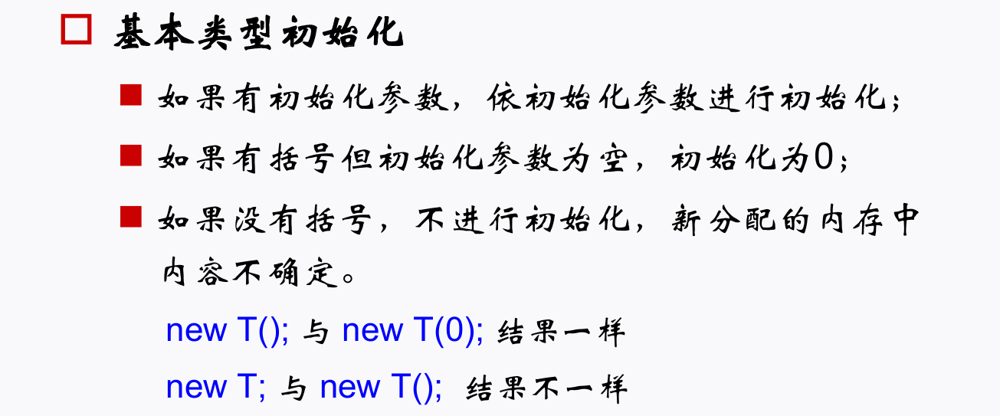 基本类型初始化
如果有初始化参数，依初始化参数进行初始化；
如果有括号但初始化参数为空，初始化为0；
如果没有括号，不进行初始化，新分配的内存中
内容不确定。
new T(); 与 new T(0); 结果一样
new T; 与 new T(); 结果不一样